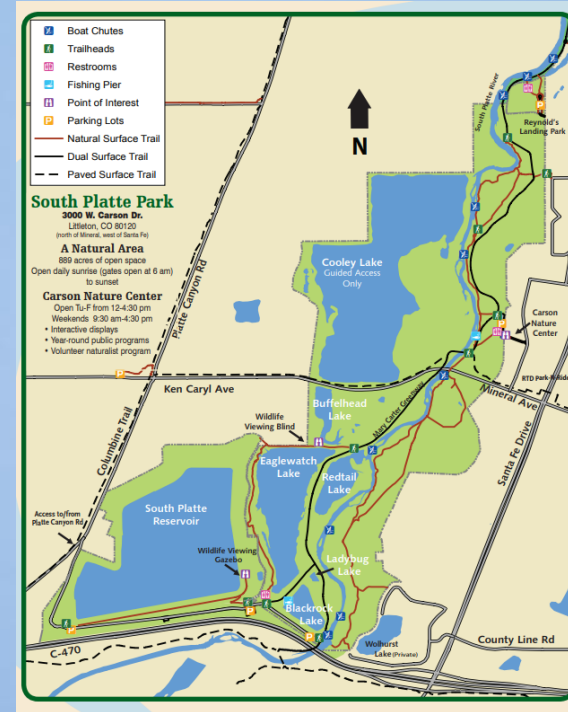 Boat Chutes
Trailheads
Restrooms
Fishing Pier
Point of Interest
P Parking Lots
Natural Surface Trail
Dual Surface Trail
Paved Surface Trail
South Platte Park
3000 W. Carson Dr.
Littleton, CO 80120
(north of Mineral, west of Santa Fe)
A Natural Area
889 acres of open space
Open daily sunrise (gates open at 6 am)
to sunset
Carson Nature Center
Open Tu-F from 12-4:30 pm
Weekends 9:30 am-4:30 pm
• Interactive displays
• Year-round public programs
• Volunteer naturalist program
N
South Platte River
P
Reynold's
Landing Park
Cooley Lake
Guided Access
Only
Platte Canyon Rd
P
Carson
Nature
Center
RTD Park-N-Ride
P
Ken Caryl Ave
Mineral Ave
Mary Carter Greenway
Buffelhead
Lake
Wildlife
Viewing Blind
Columbine Trail
Santa Fe Drive
Eaglewatch
Lake
Redtail
Lake
South Platte
Reservoir
Access to/from
Platte Canyon Rd
Wildlife Viewing
Gazebo
Ladybug
Lake
P
Blackrock
Lake
P
P
Wolhurst
Lake (Private)
County Line Rd
C-470